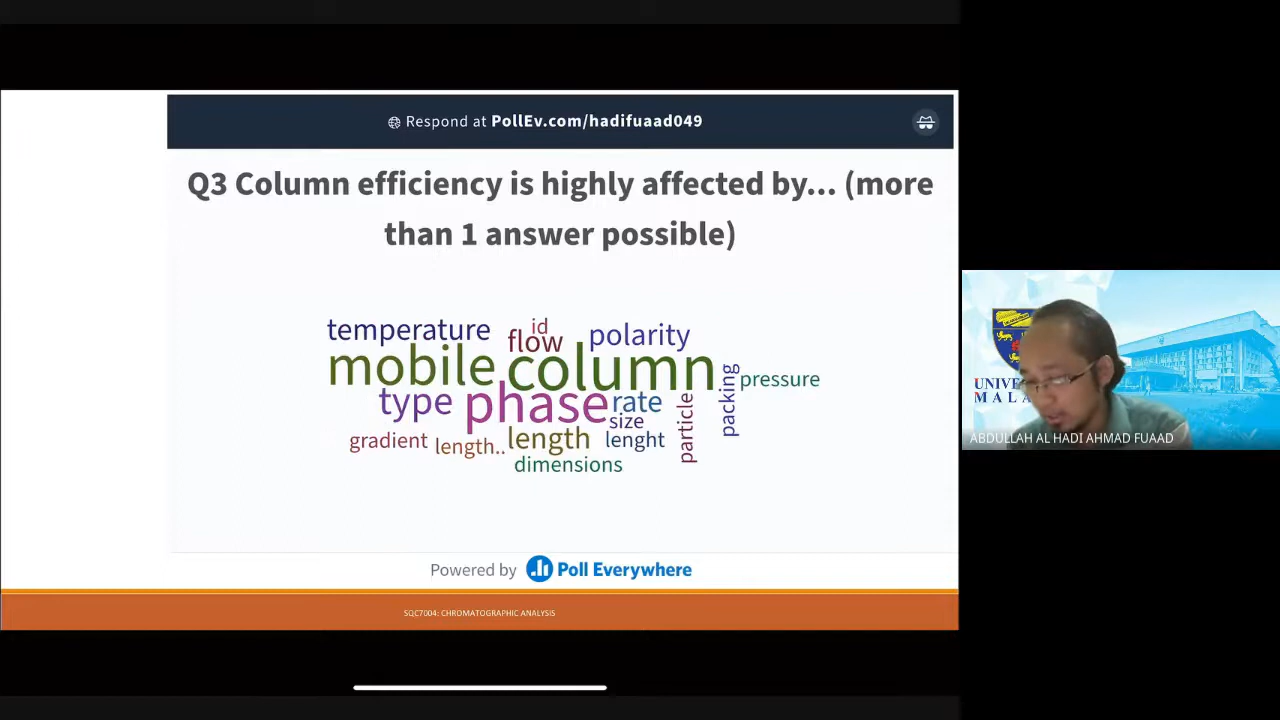 Respond at PollEv.com/hadifuaad049
Q3 Column efficiency is highly affected by... (more
than 1 answer possible)
temperature
id
flow
polarity
mobile
column
pressure
type
phase
rate
size
particle
packing
gradient
length..
length
lenght
dimensions
Powered by Poll Everywhere
SQC7004: CHROMATOGRAPHIC ANALYSIS
UNIVE
MALA
ABDULLAH AL HADI AHMAD FUAAD